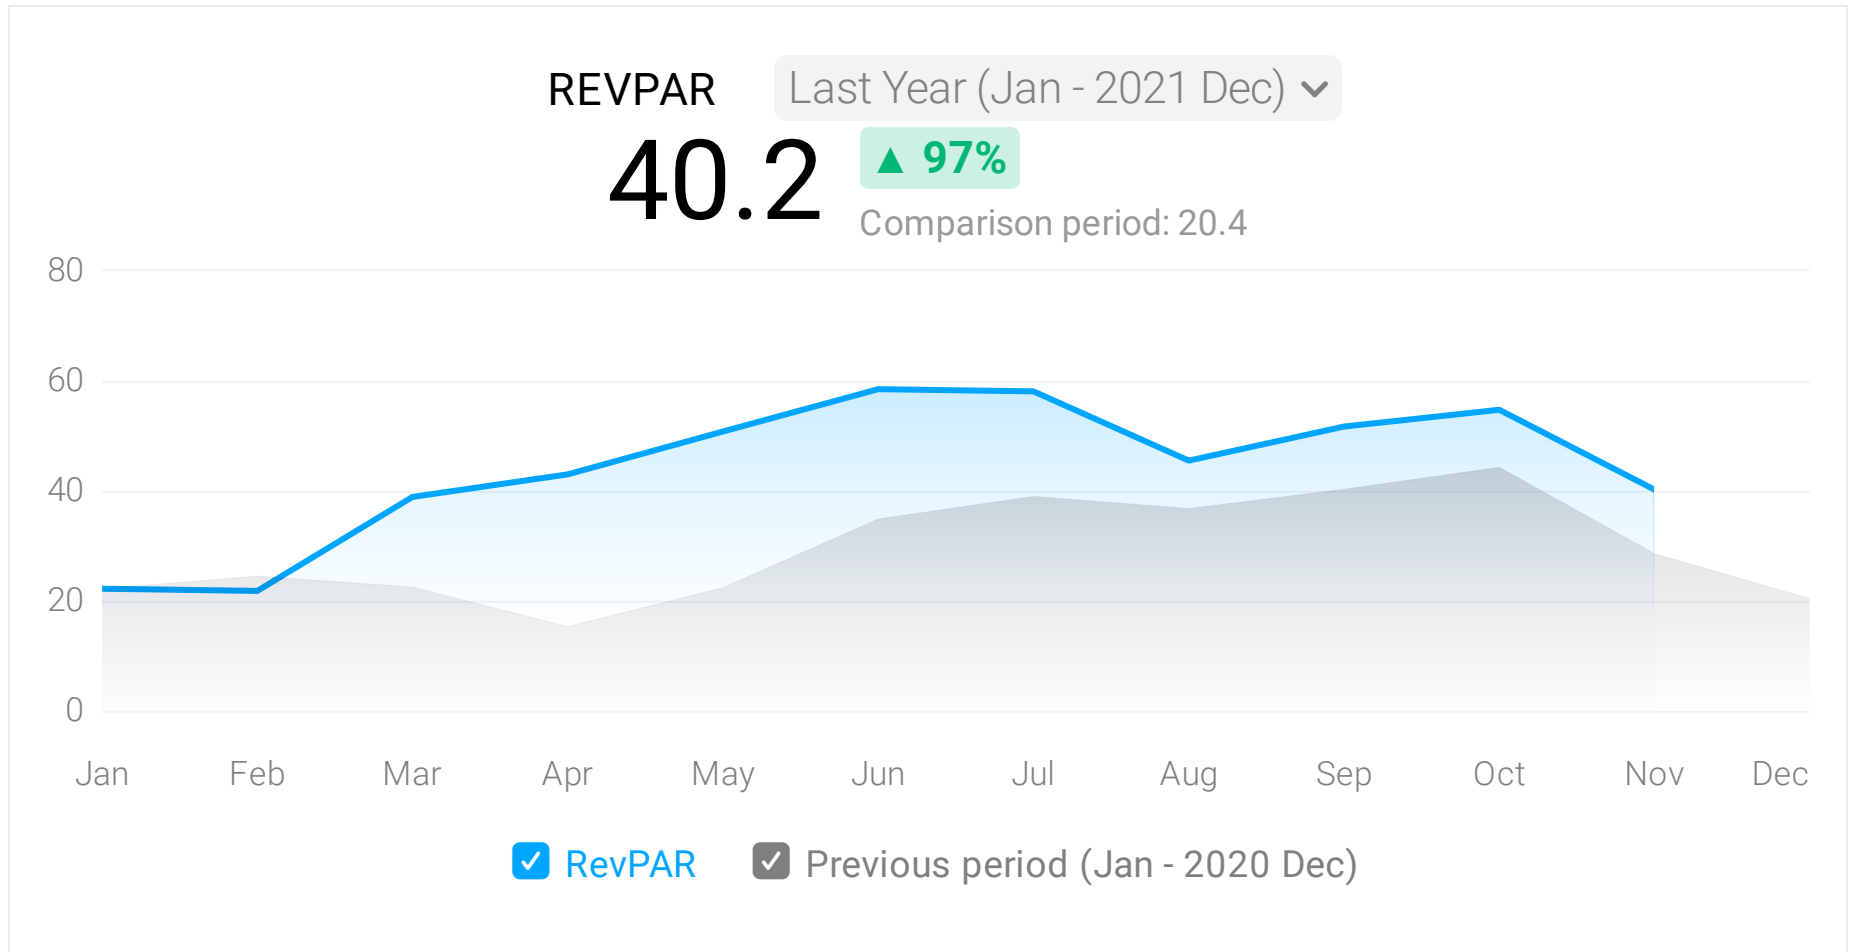 REVPAR Last Year (Jan - 2021 Dec)
40.2 ▲ 97%
Comparison period: 20.4
80
60
40
20
0
Jan Feb Mar Apr May Jun Jul Aug Sep Oct Nov Dec
RevPAR Previous period (Jan - 2020 Dec)